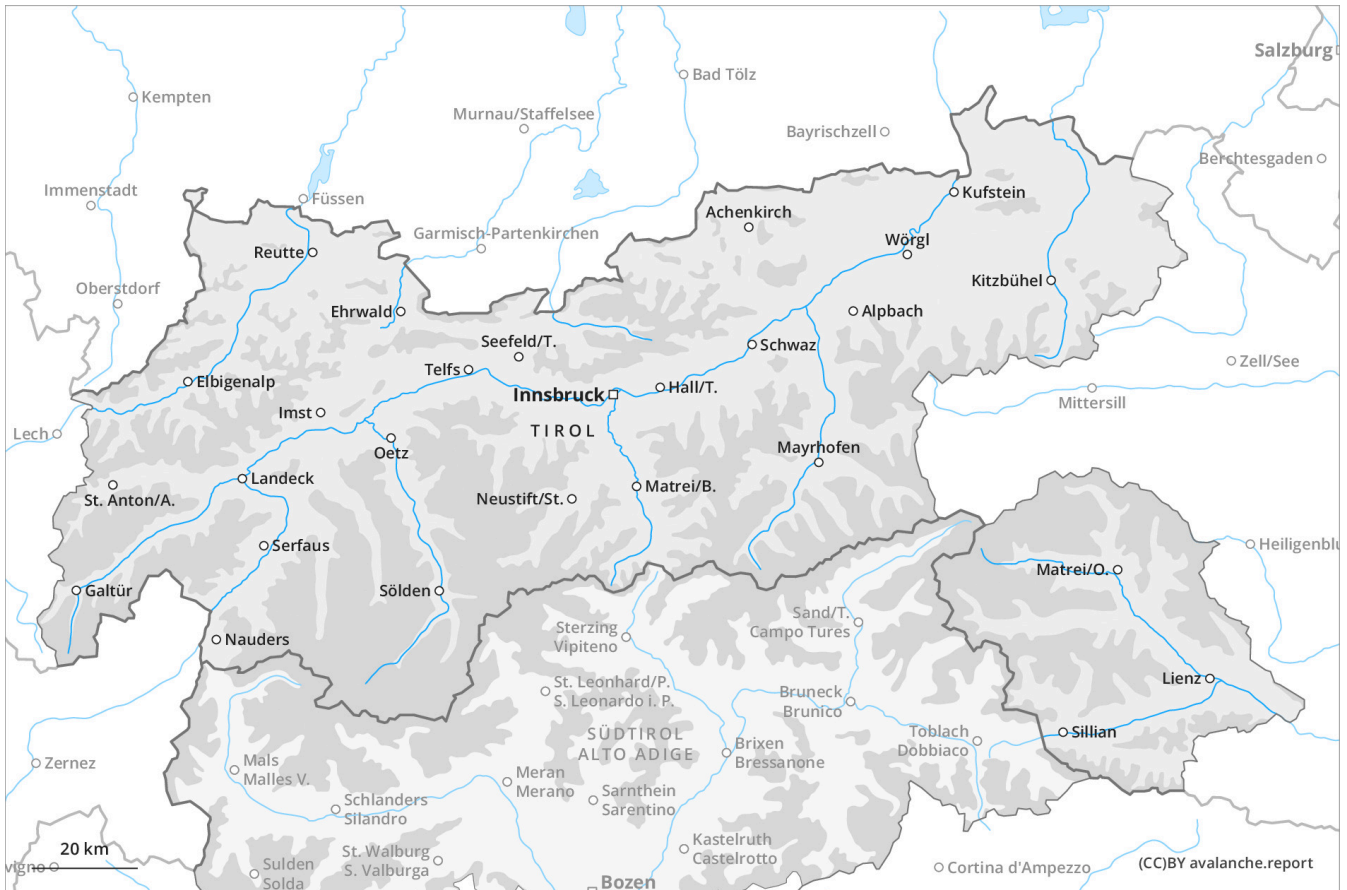 Salzburg
Bad Tölz
Kempten
Murnau/Staffelsee
Bayrischzell
Berchtesgaden
Immenstadt
Füssen
Kufstein
Achenkirch
Garmisch-Partenkirchen
Wörgl
Reutte
Oberstdorf
Kitzbühel
Ehrwald
Alpbach
Seefeld/T.
Schwaz
Zell/See
Telfs
Elbigenalp
Innsbruck
Hall/T.
Mittersill
Imst
TIROL
Lech
Oetz
Mayrhofen
Landeck
St. Anton/A.
Neustift/St.
Matrei/B.
Serfaus
Heiligenblu
Matrei/O.
Galtür
Sölden
Sand/T.
Campo Tures
Sterzing
Vipiteno
Nauders
Lienz
St. Leonhard/P.
S. Leonardo i. P.
Bruneck
Brunico
SÜDTIROL
ALTO ADIGE
Toblach
Dobbiaco
Sillian
Brixen
Bressanone
Zernez
Mals
Malles V.
Meran
Merano
Sarnthein
Sarentino
Schlanders
Silandro
Kastelruth
Castelrotto
20 km
St. Walburg
S. Valburga
vigno
Sulden
Solda
Cortina d'Ampezzo
(CC)BY avalanche.report
Bozen